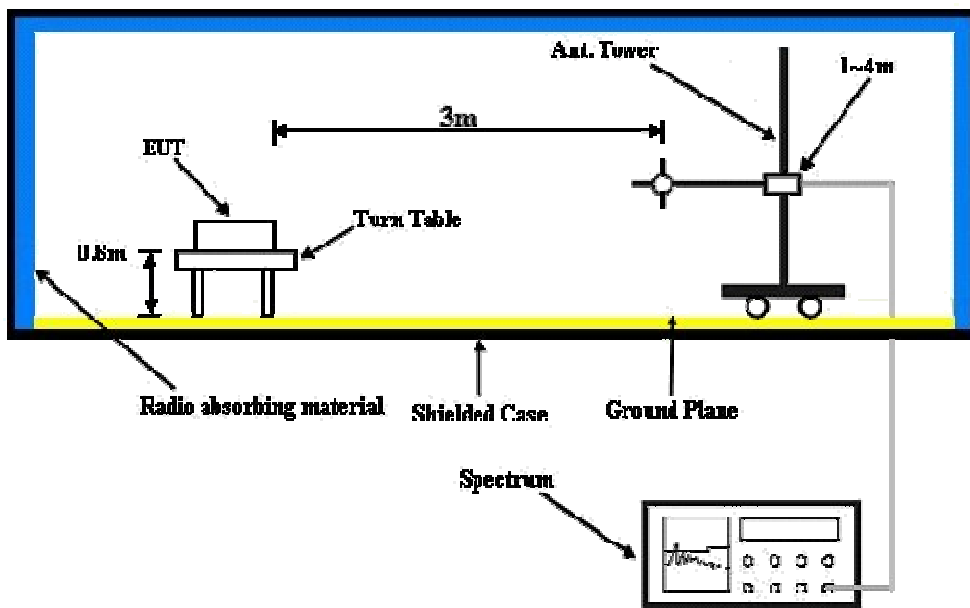 Ant. Tower
1~4m
3m
EUT
Turn Table
0.8m
Radio absorbing material
Shielded Case
Ground Plane
Spectrum